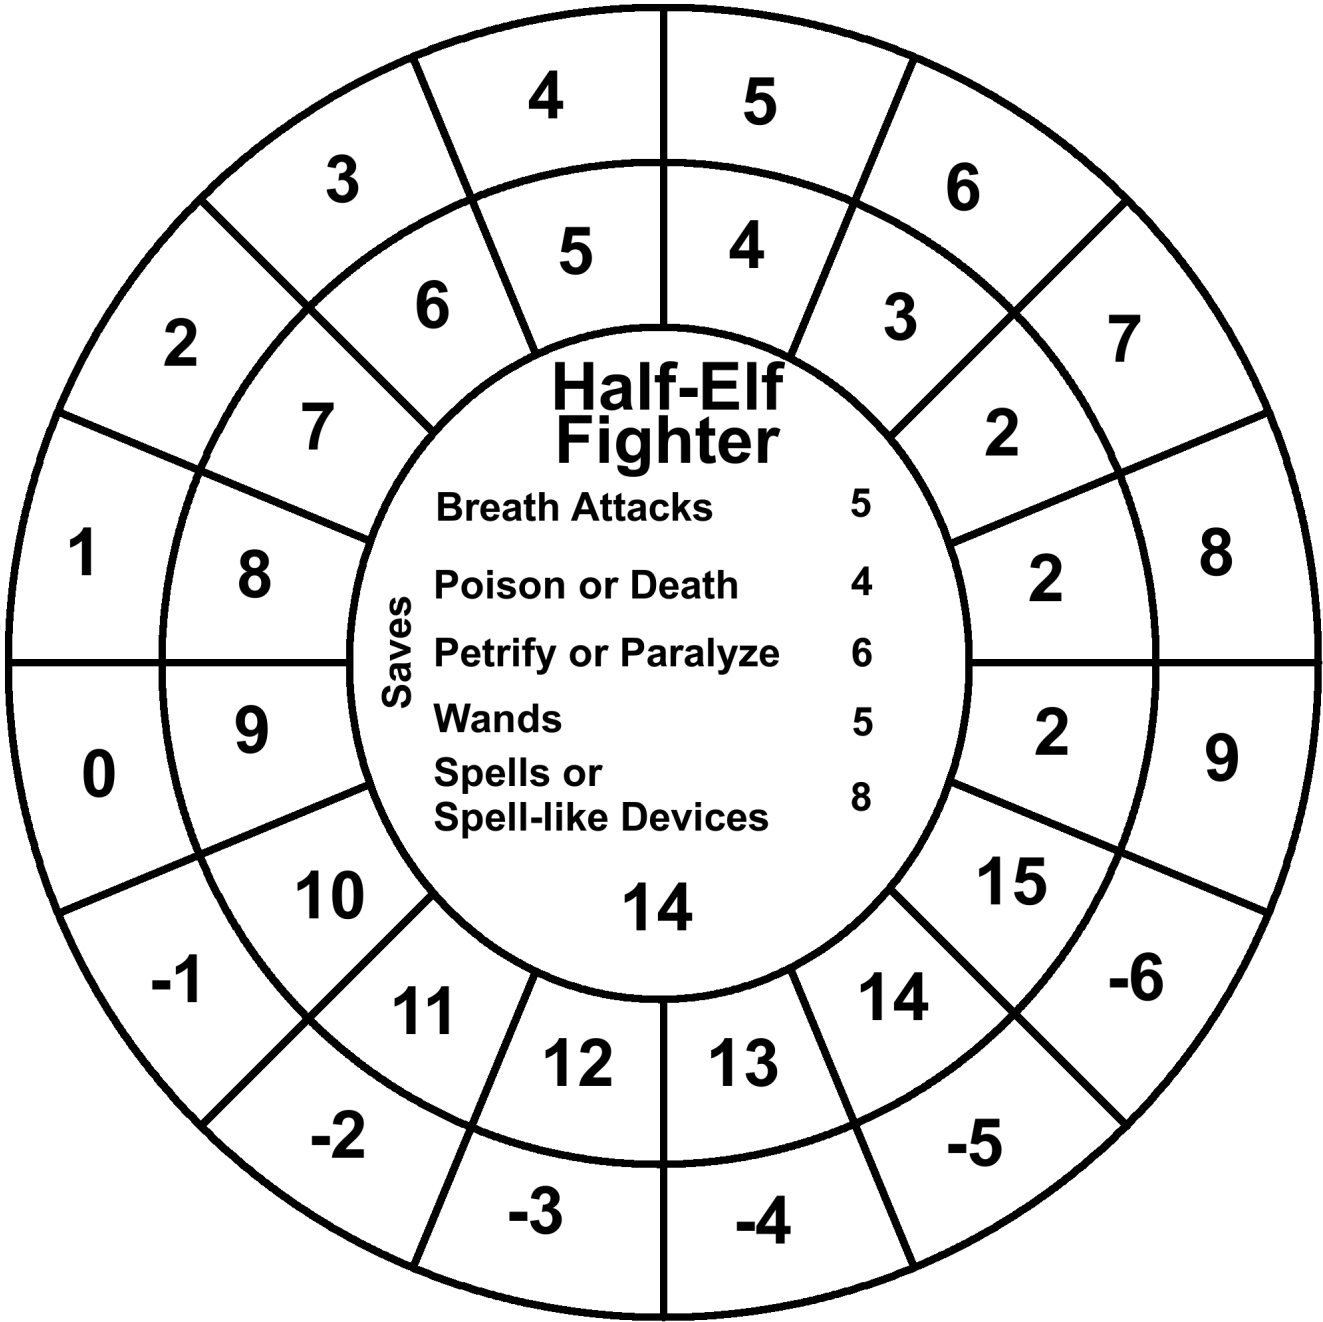 4 5
3 6
5 4
2 6 3 7
7 2
1 8 8 2
Half-Elf
Fighter
Breath Attacks 5
Poison or Death 4
Saves
Petrify or Paralyze 6
Wands 5
Spells or
Spell-like Devices 8
14
0 9 2 9
10 15
-1 11 14 -6
12 13
-2 -5
-3 -4